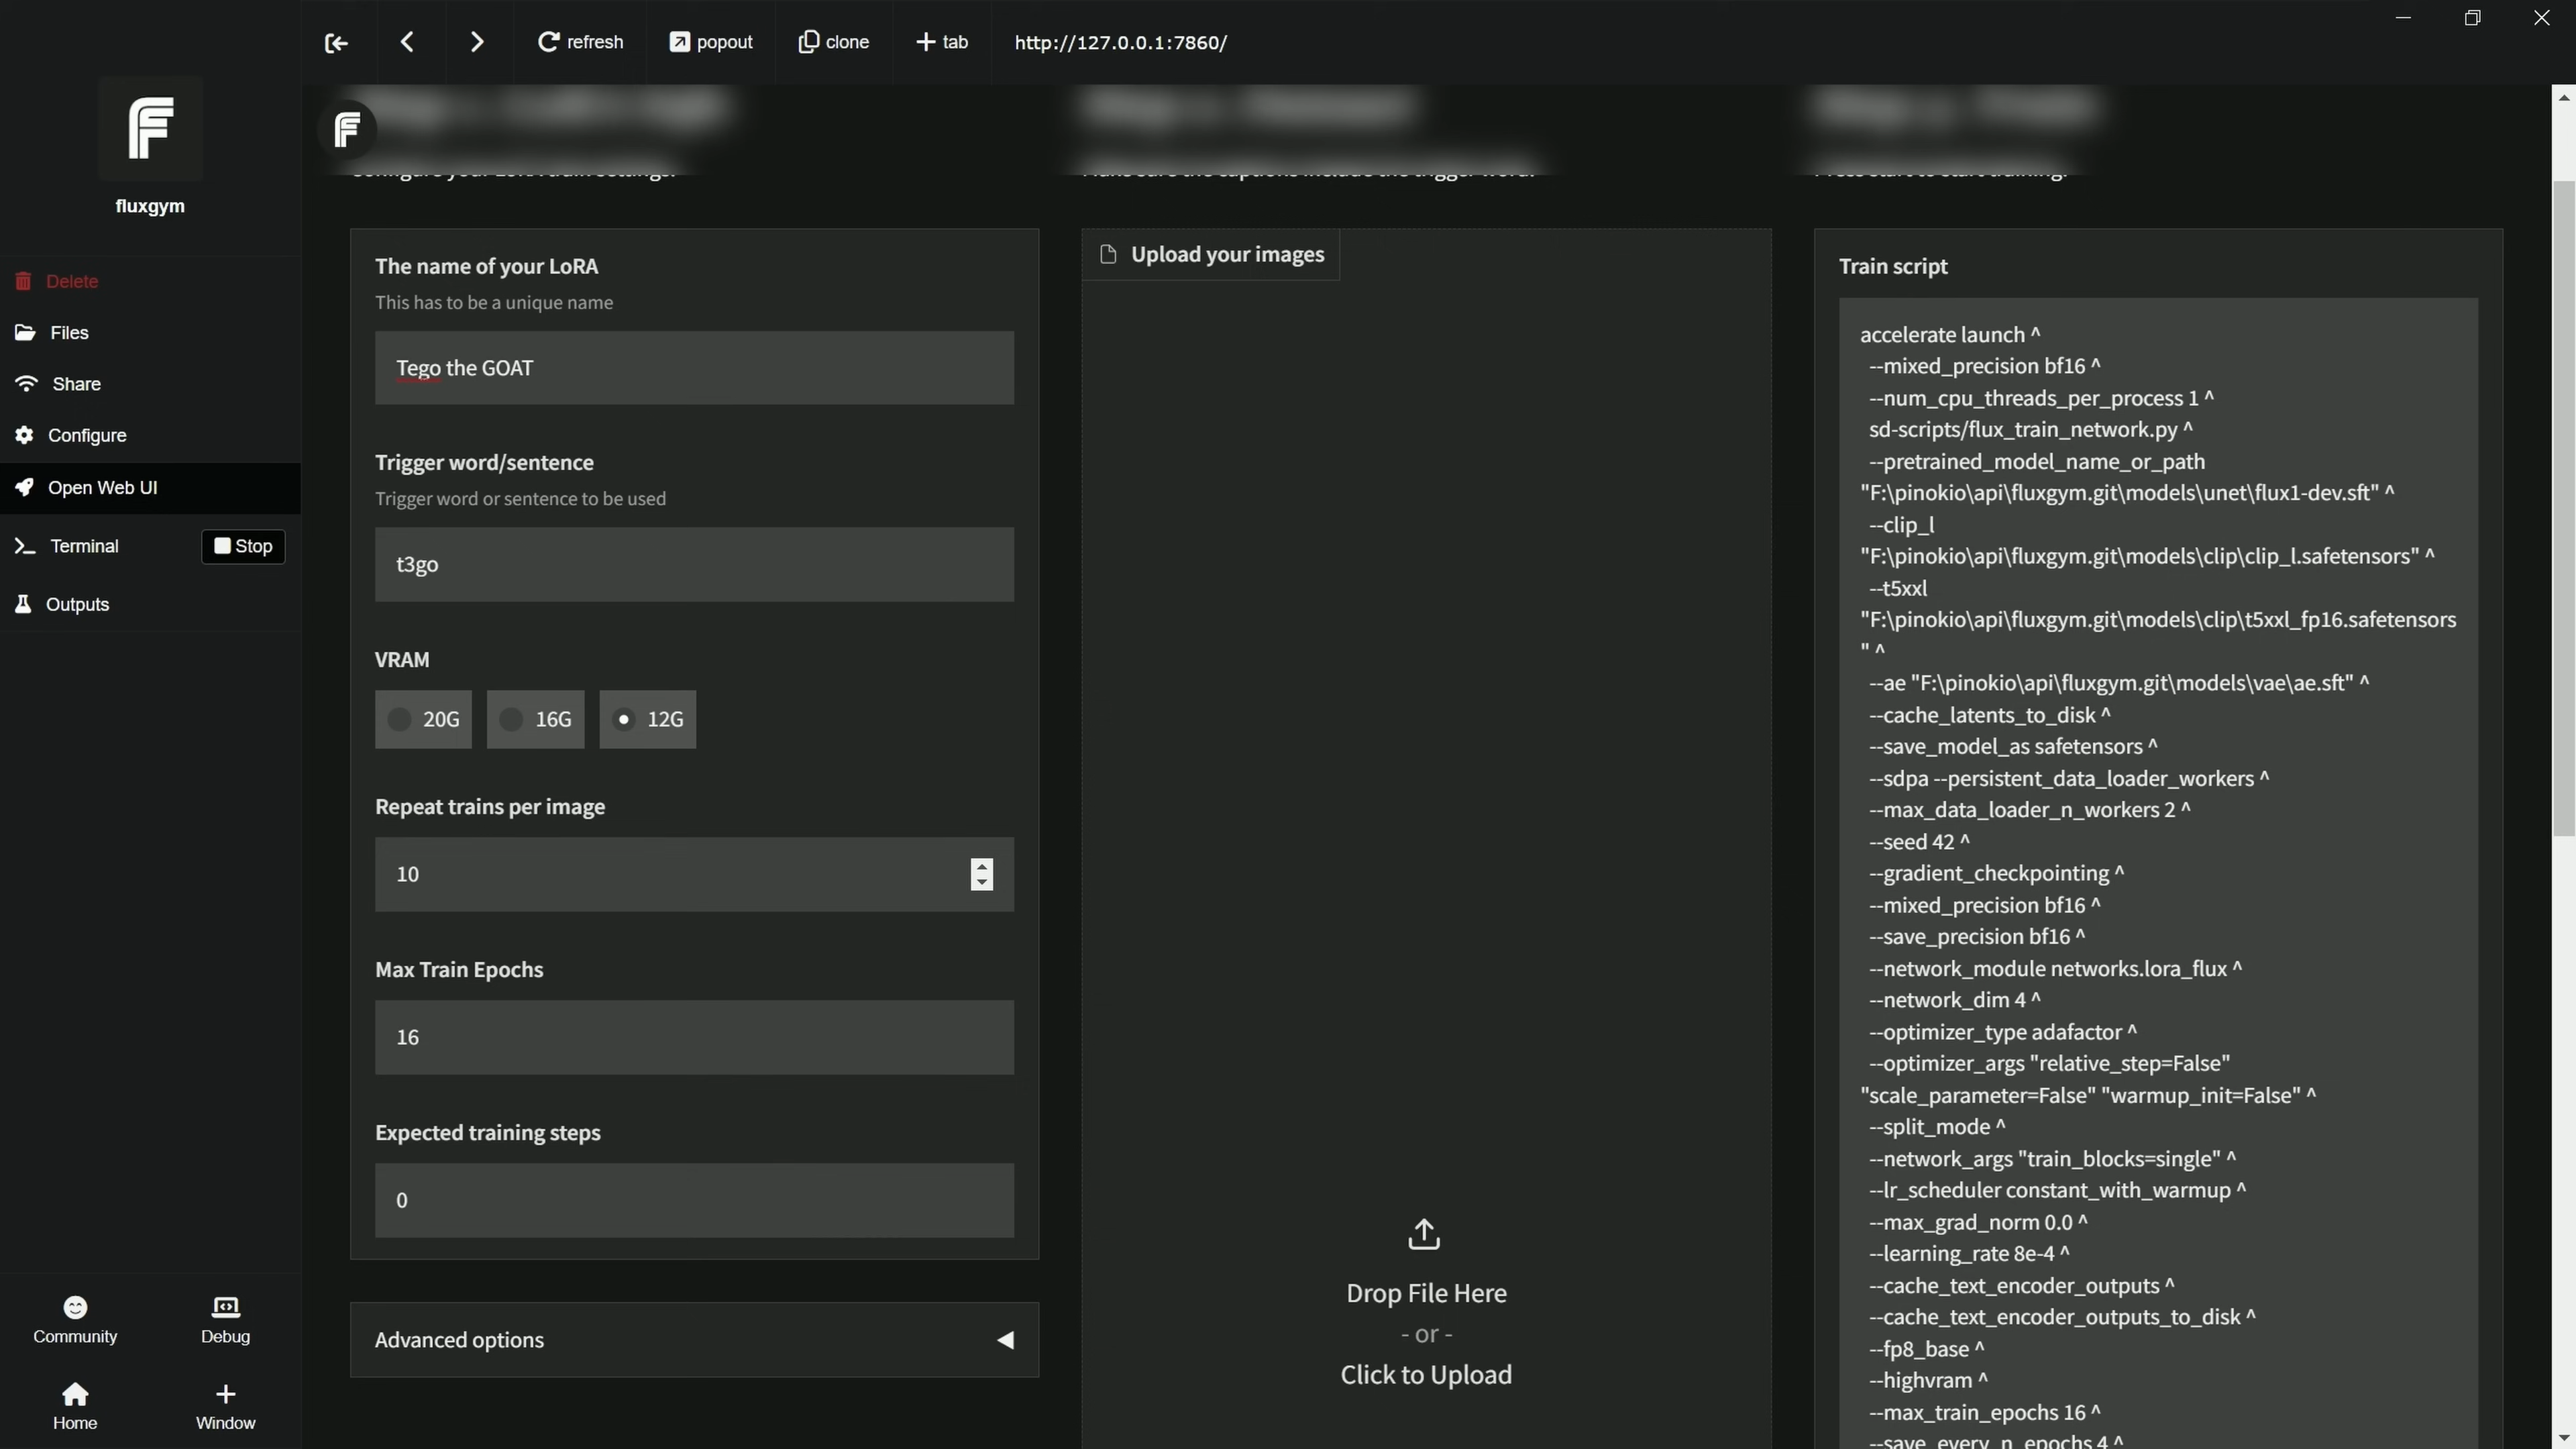 refresh
popout
clone
tab
http://127.0.0.1:7860/
fluxgym
Delete
Files
Share
Configure
Open Web UI
Terminal
Stop
Outputs
Community
Debug
Home
Window
The name of your LoRA
This has to be a unique name
Tego the GOAT
Trigger word/sentence
Trigger word or sentence to be used
t3go
VRAM
20G
16G
12G
Repeat trains per image
10
Max Train Epochs
16
Expected training steps
0
Advanced options
Upload your images
Drop File Here
- or -
Click to Upload
Train script
accelerate launch ^
--mixed_precision bf16 ^
--num_cpu_threads_per_process 1 ^
sd-scripts/flux_train_network.py ^
--pretrained_model_name_or_path
"F:\pinokio\api\fluxgym.git\models\unet\flux1-dev.sft" ^
--clip_l
"F:\pinokio\api\fluxgym.git\models\clip\clip_l.safetensors" ^
--t5xxl
"F:\pinokio\api\fluxgym.git\models\clip\t5xxl_fp16.safetensors
" ^
--ae "F:\pinokio\api\fluxgym.git\models\vae\ae.sft" ^
--cache_latents_to_disk ^
--save_model_as safetensors ^
--sdpa --persistent_data_loader_workers ^
--max_data_loader_n_workers 2 ^
--seed 42 ^
--gradient_checkpointing ^
--mixed_precision bf16 ^
--save_precision bf16 ^
--network_module networks.lora_flux ^
--network_dim 4 ^
--optimizer_type adafactor ^
--optimizer_args "relative_step=False"
"scale_parameter=False" "warmup_init=False" ^
--split_mode ^
--network_args "train_blocks=single" ^
--lr_scheduler constant_with_warmup ^
--max_grad_norm 0.0 ^
--learning_rate 8e-4 ^
--cache_text_encoder_outputs ^
--cache_text_encoder_outputs_to_disk ^
--fp8_base ^
--highvram ^
--max_train_epochs 16 ^
--save_every_n_epochs 4 ^